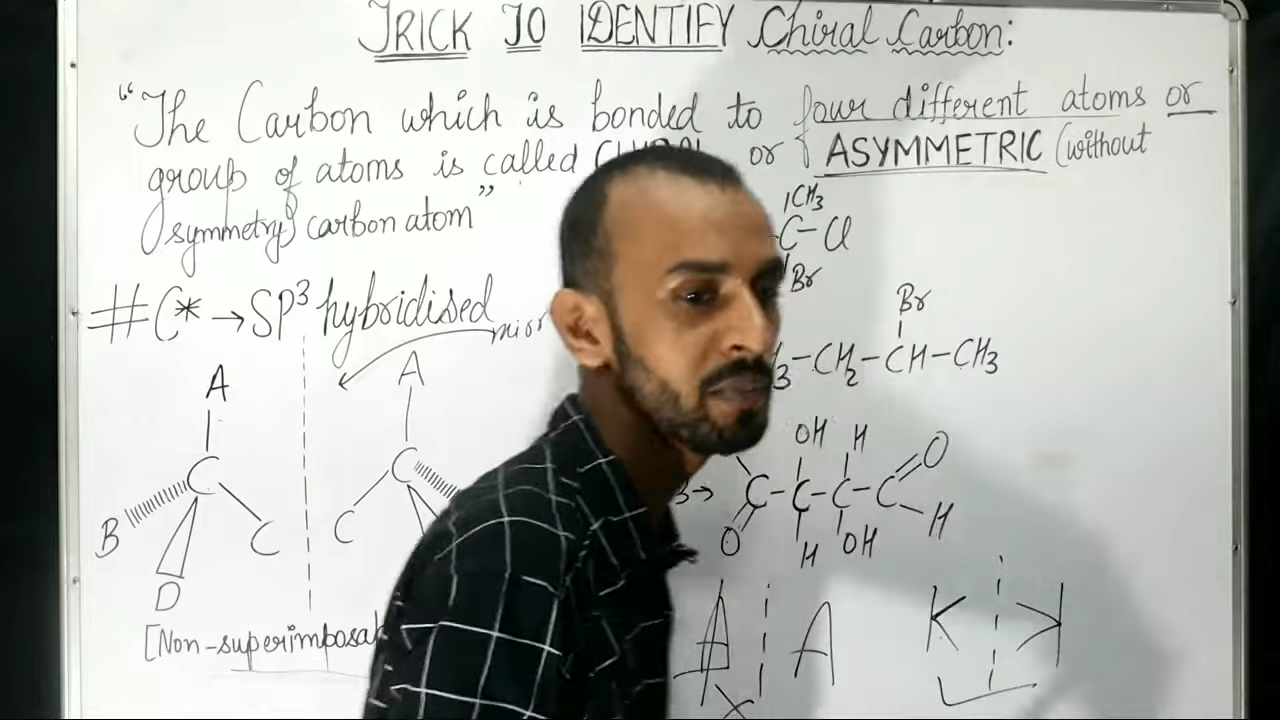 TRICK TO IDENTIFY Chiral Carbon:
"The Carbon which is bonded to four different atoms or
group of atoms is called or ASYMMETRIC (without
symmetry) carbon atom"
CH3
C-Cl
Br
#C* → SP³ hybridised
Br
3-CH2-CH-CH3
A
A
C
C
B
C
C
D
OH H O
3→ C-C-C-C
O H OH H
[Non-superimposab
A A K K